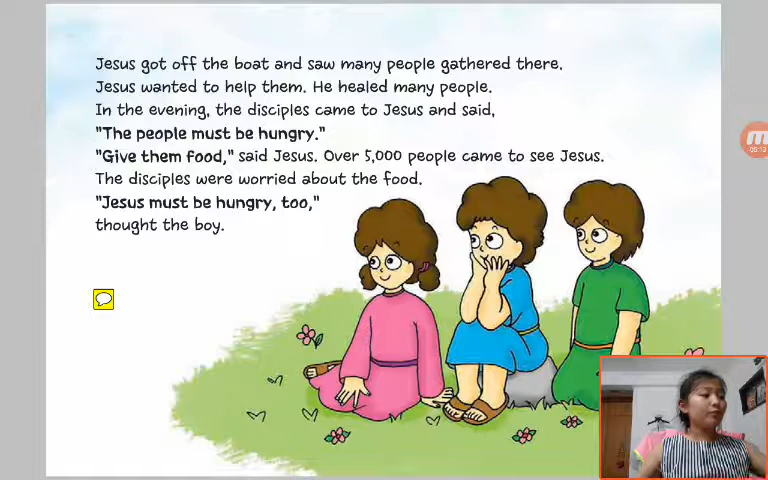 Jesus got off the boat and saw many people gathered there.
Jesus wanted to help them. He healed many people.
In the evening, the disciples came to Jesus and said,
"The people must be hungry."
"Give them food," said Jesus. Over 5,000 people came to see Jesus.
The disciples were worried about the food.
"Jesus must be hungry, too,"
thought the boy.
05:13